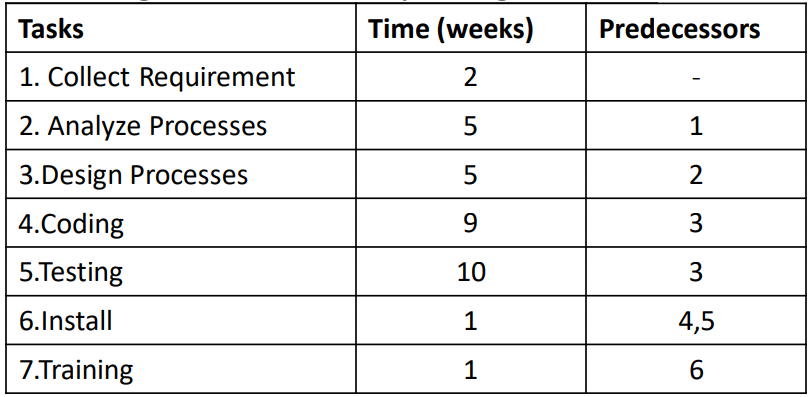 Tasks Time (weeks) Predecessors
1. Collect Requirement 2 -
2. Analyze Processes 5 1
3.Design Processes 5 2
4.Coding 9 3
5.Testing 10 3
6.Install 1 4,5
7.Training 1 6